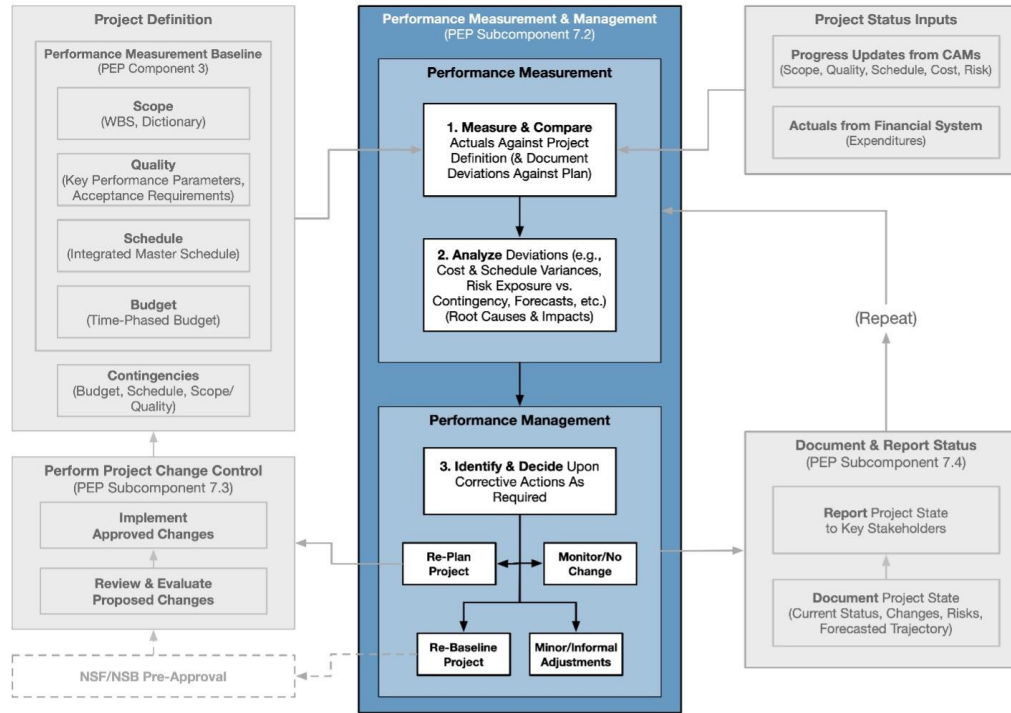 Project Definition
Performance Measurement Baseline
(PEP Component 3)
Scope
(WBS, Dictionary)
Quality
(Key Performance Parameters,
Acceptance Requirements)
Schedule
(Integrated Master Schedule)
Budget
(Time-Phased Budget)
Contingencies
(Budget, Schedule, Scope/
Quality)
Perform Project Change Control
(PEP Subcomponent 7.3)
Implement
Approved Changes
Review & Evaluate
Proposed Changes
NSF/NSB Pre-Approval
Performance Measurement & Management
(PEP Subcomponent 7.2)
Performance Measurement
1. Measure & Compare
Actuals Against Project
Definition (& Document
Deviations Against Plan)
2. Analyze Deviations (e.g.,
Cost & Schedule Variances,
Risk Exposure vs.
Contingency, Forecasts, etc.)
(Root Causes & Impacts)
Performance Management
3. Identify & Decide Upon
Corrective Actions As
Required
Re-Plan
Project
Monitor/No
Change
Re-Baseline
Project
Minor/Informal
Adjustments
Project Status Inputs
Progress Updates from CAMs
(Scope, Quality, Schedule, Cost, Risk)
Actuals from Financial System
(Expenditures)
(Repeat)
Document & Report Status
(PEP Subcomponent 7.4)
Report Project State
to Key Stakeholders
Document Project State
(Current Status, Changes, Risks,
Forecasted Trajectory)